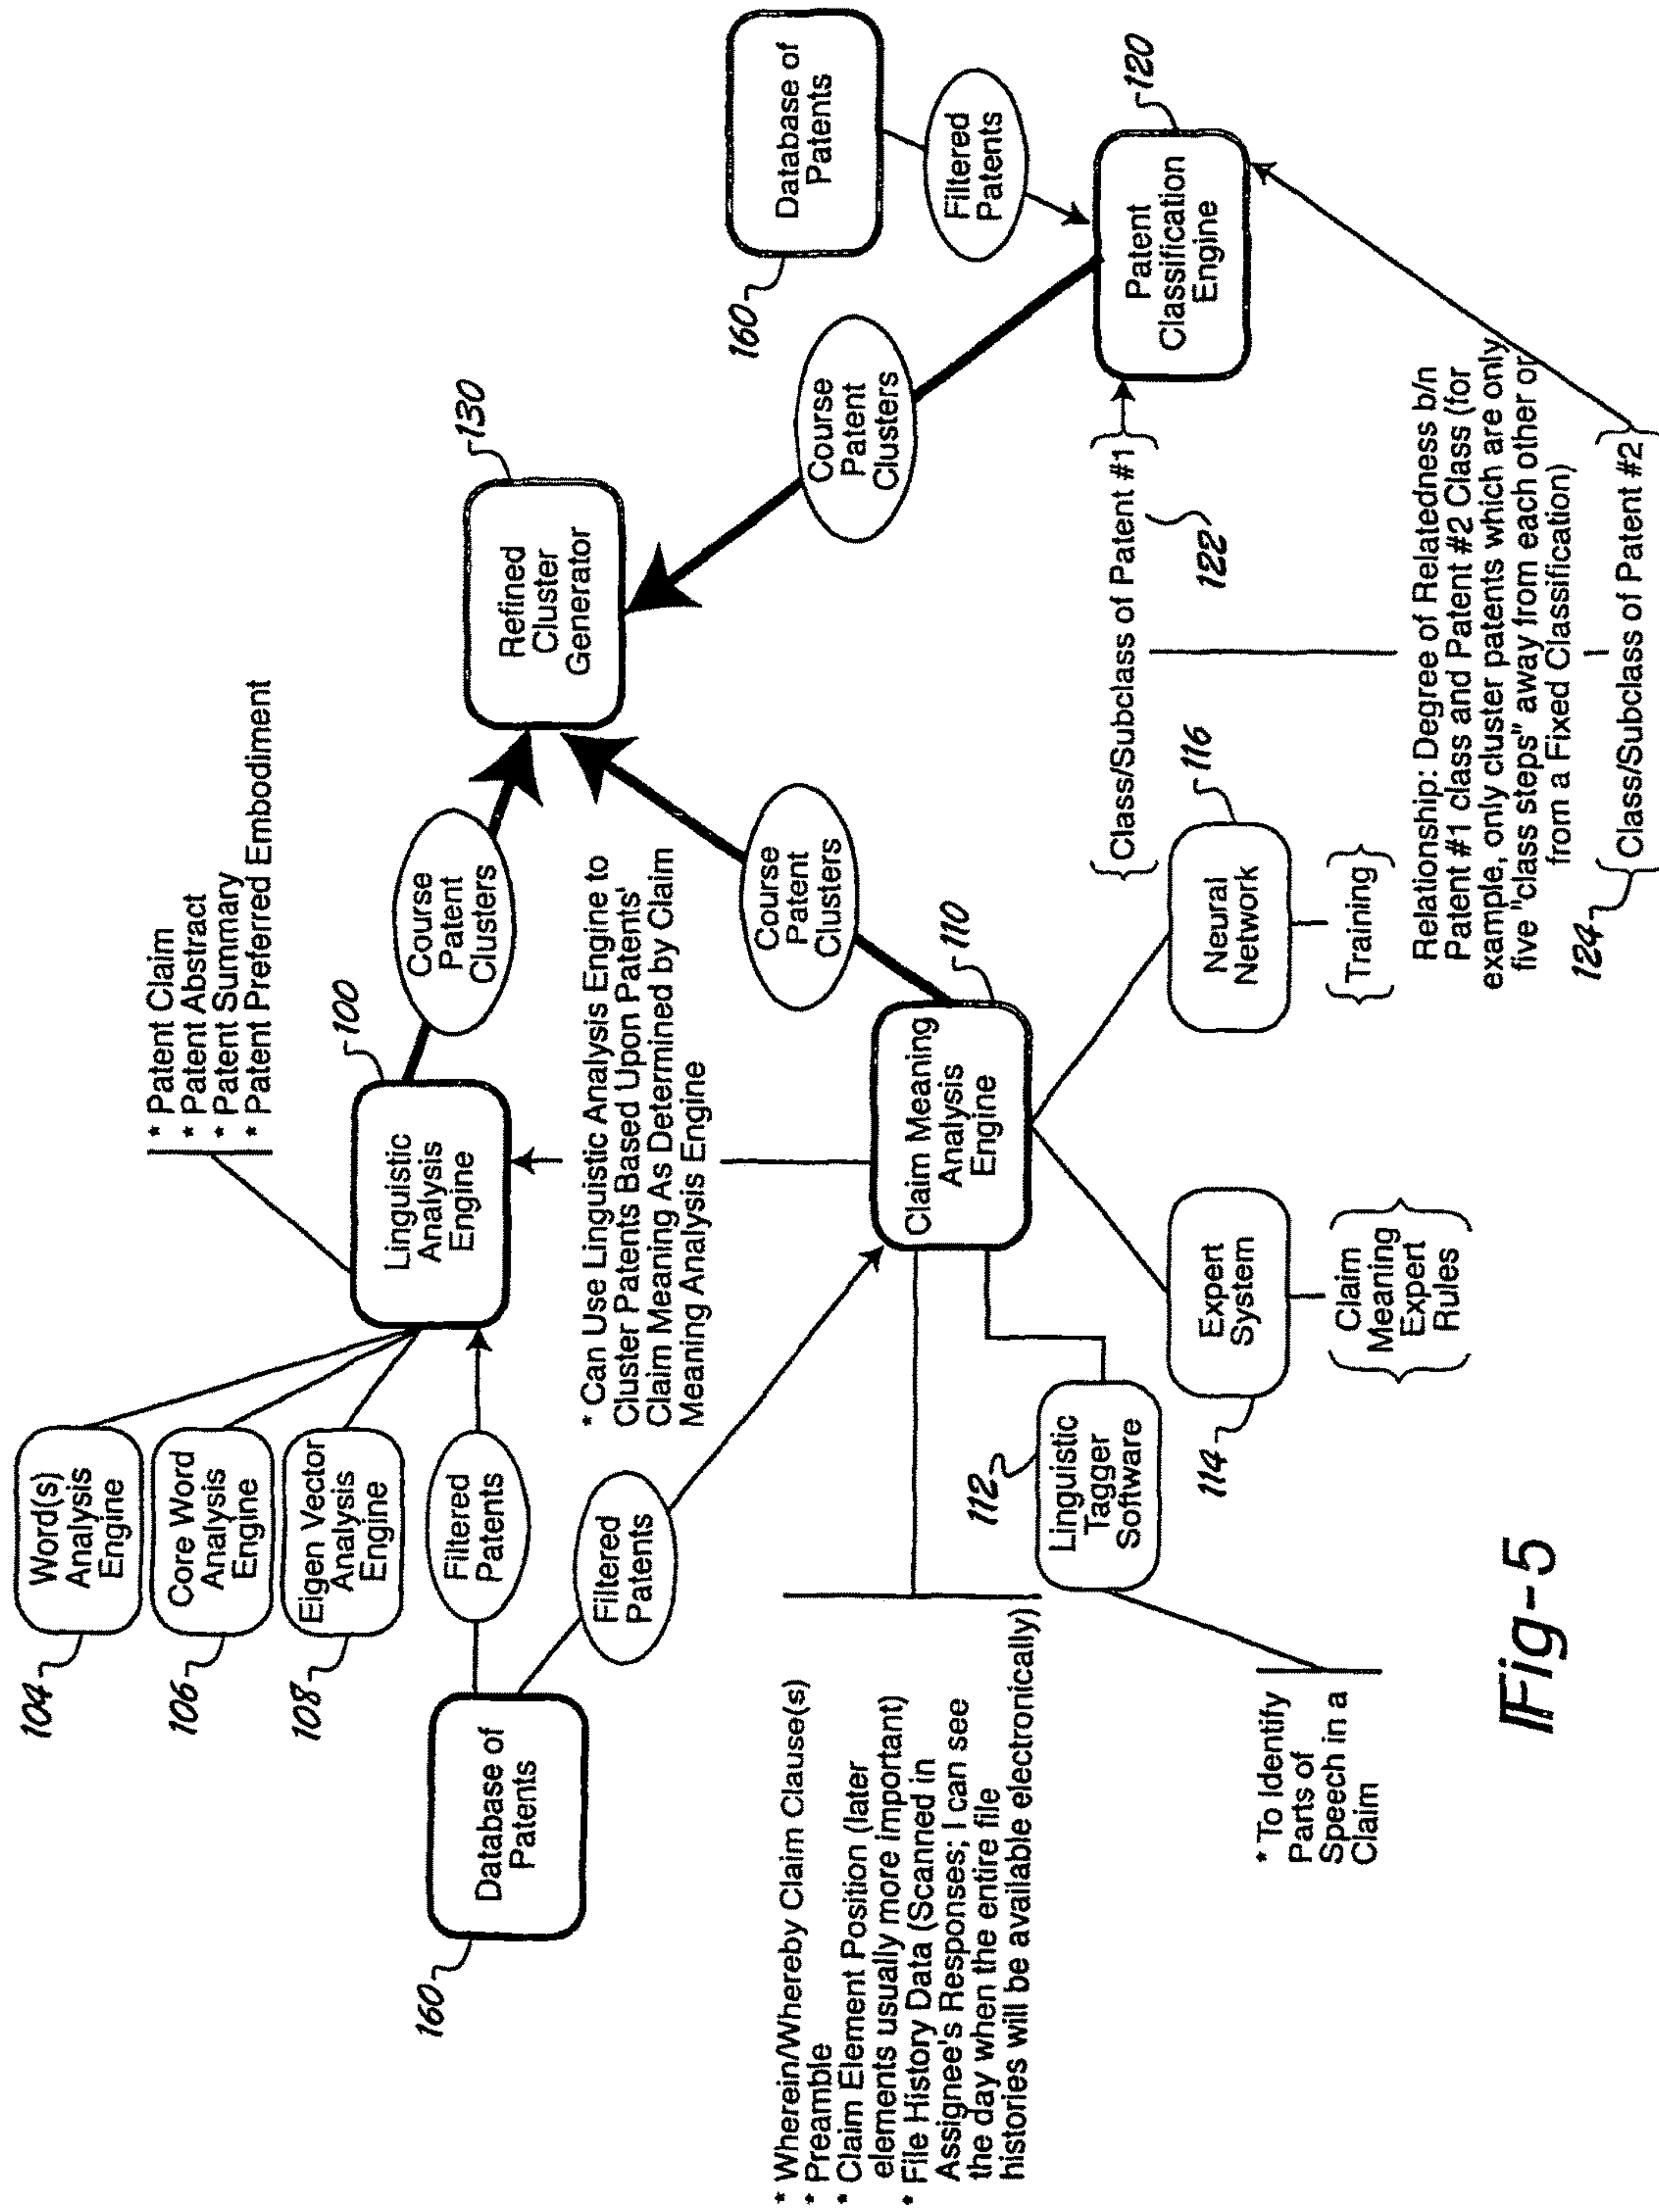 104
Word(s)
Analysis
Engine
106
Core Word
Analysis
Engine
108
Eigen Vector
Analysis
Engine
* Patent Claim
* Patent Abstract
* Patent Summary
* Patent Preferred Embodiment
100
Linguistic
Analysis
Engine
Filtered
Patents
160
Database of
Patents
Filtered
Patents
Course
Patent
Clusters
130
Refined
Cluster
Generator
* Can Use Linguistic Analysis Engine to
Cluster Patents Based Upon Patents'
Claim Meaning As Determined by Claim
Meaning Analysis Engine
Course
Patent
Clusters
Course
Patent
Clusters
160
Database of
Patents
Filtered
Patents
120
Patent
Classification
Engine
110
Claim Meaning
Analysis
Engine
* Wherein/Whereby Claim Clause(s)
* Preamble
* Claim Element Position (later
elements usually more important)
* File History Data (Scanned in
Assignee's Responses; I can see
the day when the entire file
histories will be available electronically)
112
Linguistic
Tagger
Software
* To Identify
Parts of
Speech in a
Claim
114
Expert
System
{Claim
Meaning
Expert
Rules}
116
Neural
Network
{Training}
{Class/Subclass of Patent #1}
122
Relationship: Degree of Relatedness b/n
Patent #1 class and Patent #2 Class (for
example, only cluster patents which are only
five "class steps" away from each other or
from a Fixed Classification)
124
{Class/Subclass of Patent #2}
Fig-5